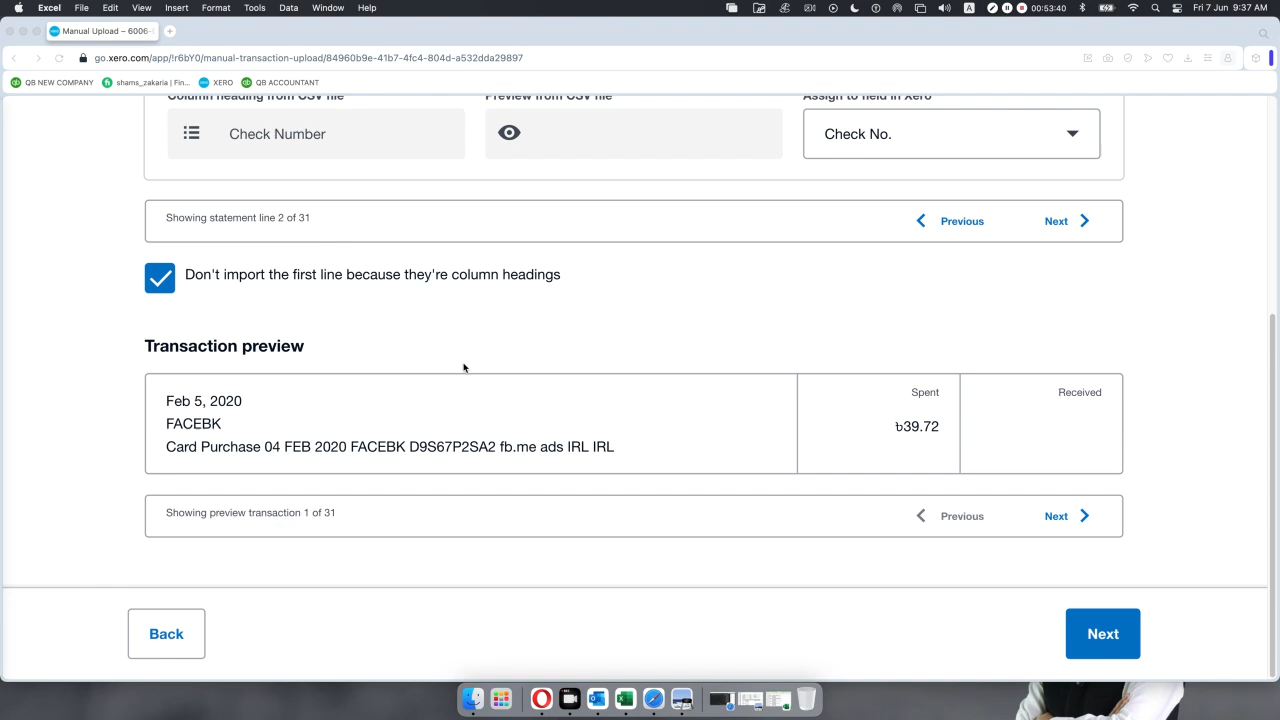 Excel File Edit View Insert Format Tools Data Window Help
00:53:40
A
Fri 7 Jun 9:37 AM
Manual Upload – 6006-
go.xero.com/app/!r6bY0/manual-transaction-upload/84960b9e-41b7-4fc4-804d-a532dda29897
QB NEW COMPANY shams_zakaria | Fin... XERO QB ACCOUNTANT
Column heading from CSV file Preview from CSV file Assign to field in Xero
Check Number Check No.
Showing statement line 2 of 31 Previous Next
Don't import the first line because they're column headings
Transaction preview
Spent Received
Feb 5, 2020
FACEBK ৳39.72
Card Purchase 04 FEB 2020 FACEBK D9S67P2SA2 fb.me ads IRL IRL
Showing preview transaction 1 of 31 Previous Next
Back Next